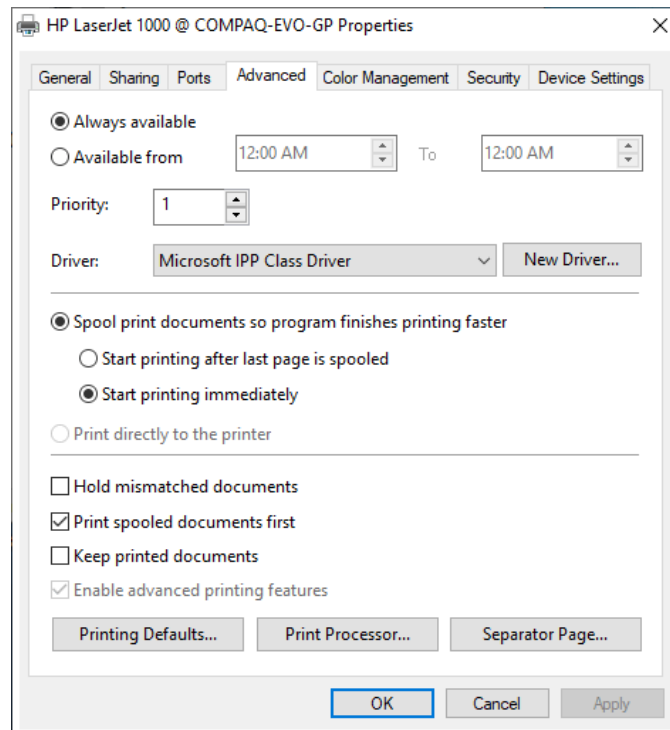 HP LaserJet 1000 @ COMPAQ-EVO-GP Properties
General Sharing Ports Advanced Color Management Security Device Settings
Always available
Available from 12:00 AM To 12:00 AM
Priority: 1
Driver: Microsoft IPP Class Driver New Driver...
Spool print documents so program finishes printing faster
Start printing after last page is spooled
Start printing immediately
Print directly to the printer
Hold mismatched documents
Print spooled documents first
Keep printed documents
Enable advanced printing features
Printing Defaults... Print Processor... Separator Page...
OK Cancel Apply